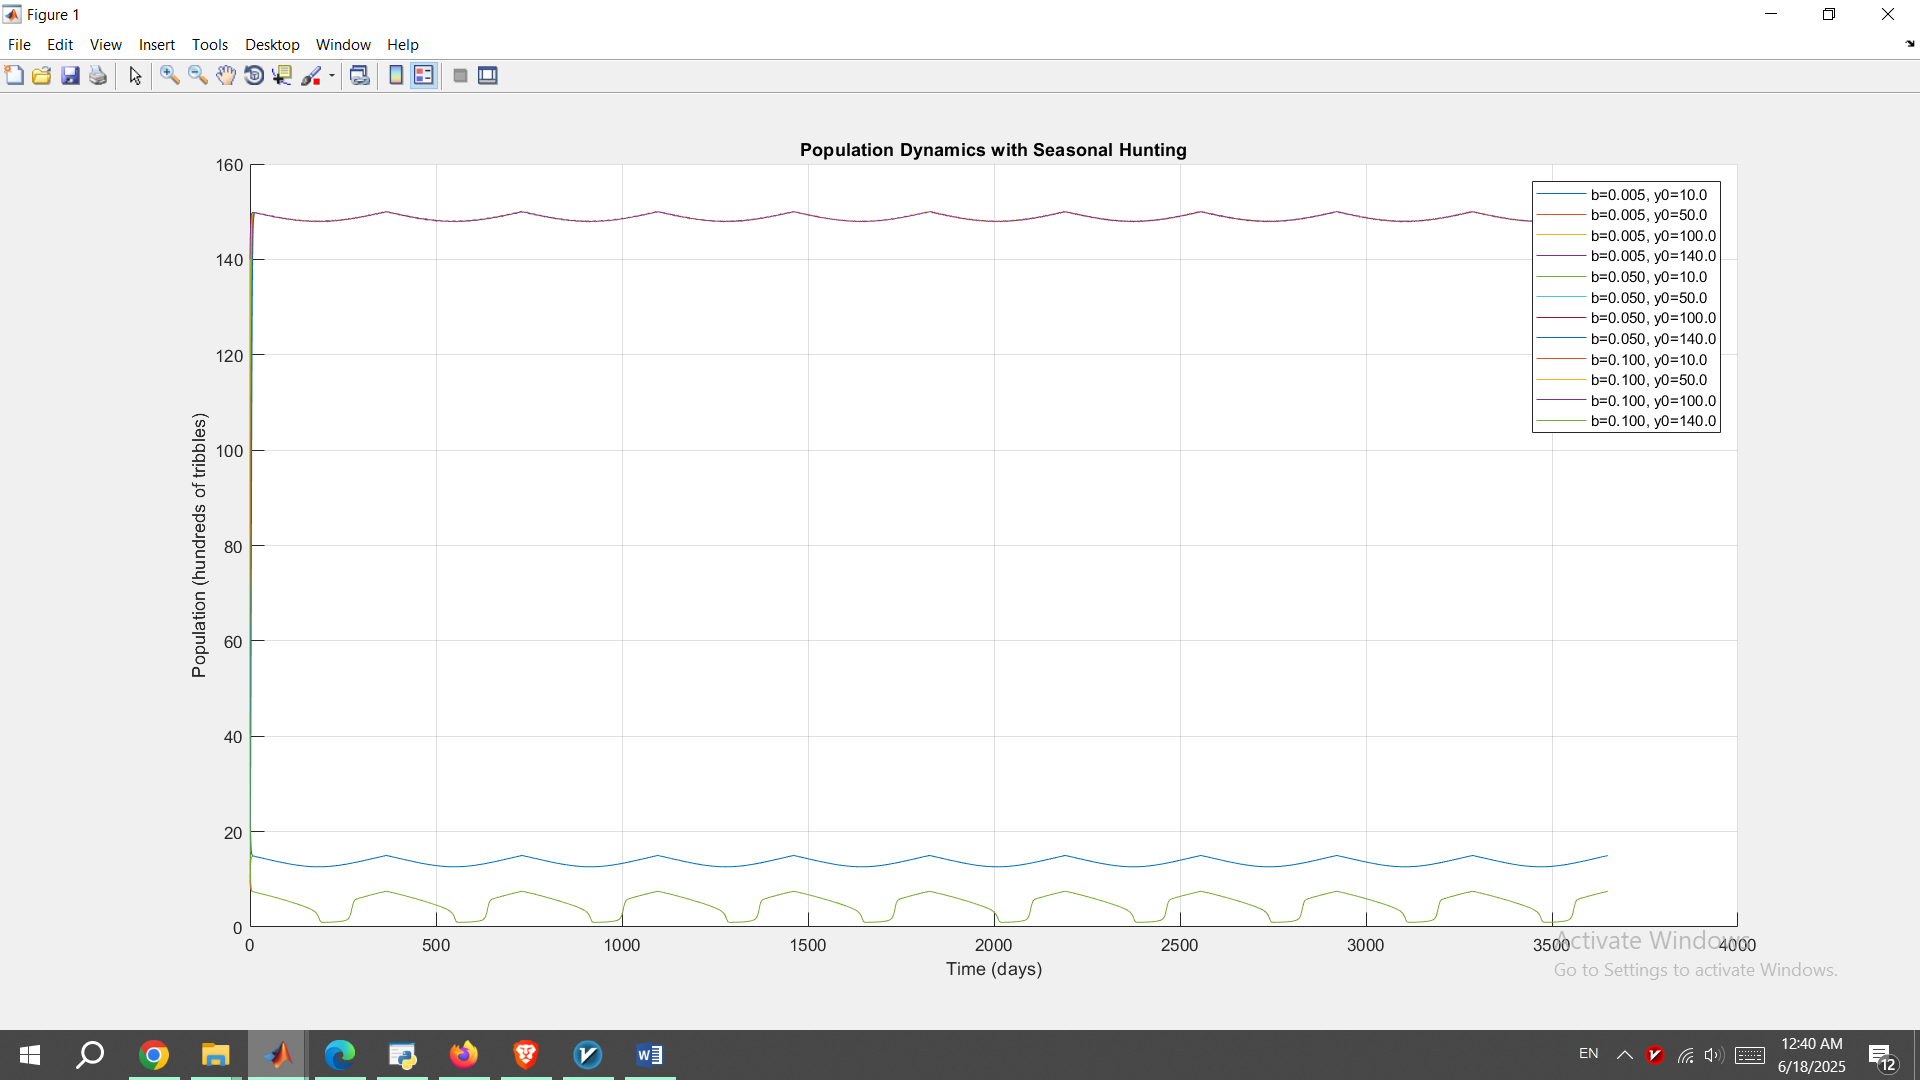 Figure 1
File Edit View Insert Tools Desktop Window Help
Population Dynamics with Seasonal Hunting
160
140
120
100
80
60
40
20
0
Population (hundreds of tribbles)
b=0.005, y0=10.0
b=0.005, y0=50.0
b=0.005, y0=100.0
b=0.005, y0=140.0
b=0.050, y0=10.0
b=0.050, y0=50.0
b=0.050, y0=100.0
b=0.050, y0=140.0
b=0.100, y0=10.0
b=0.100, y0=50.0
b=0.100, y0=100.0
b=0.100, y0=140.0
0 500 1000 1500 2000 2500 3000 3500 4000
Time (days)
Activate Windows
Go to Settings to activate Windows.
EN
12:40 AM
6/18/2025
12